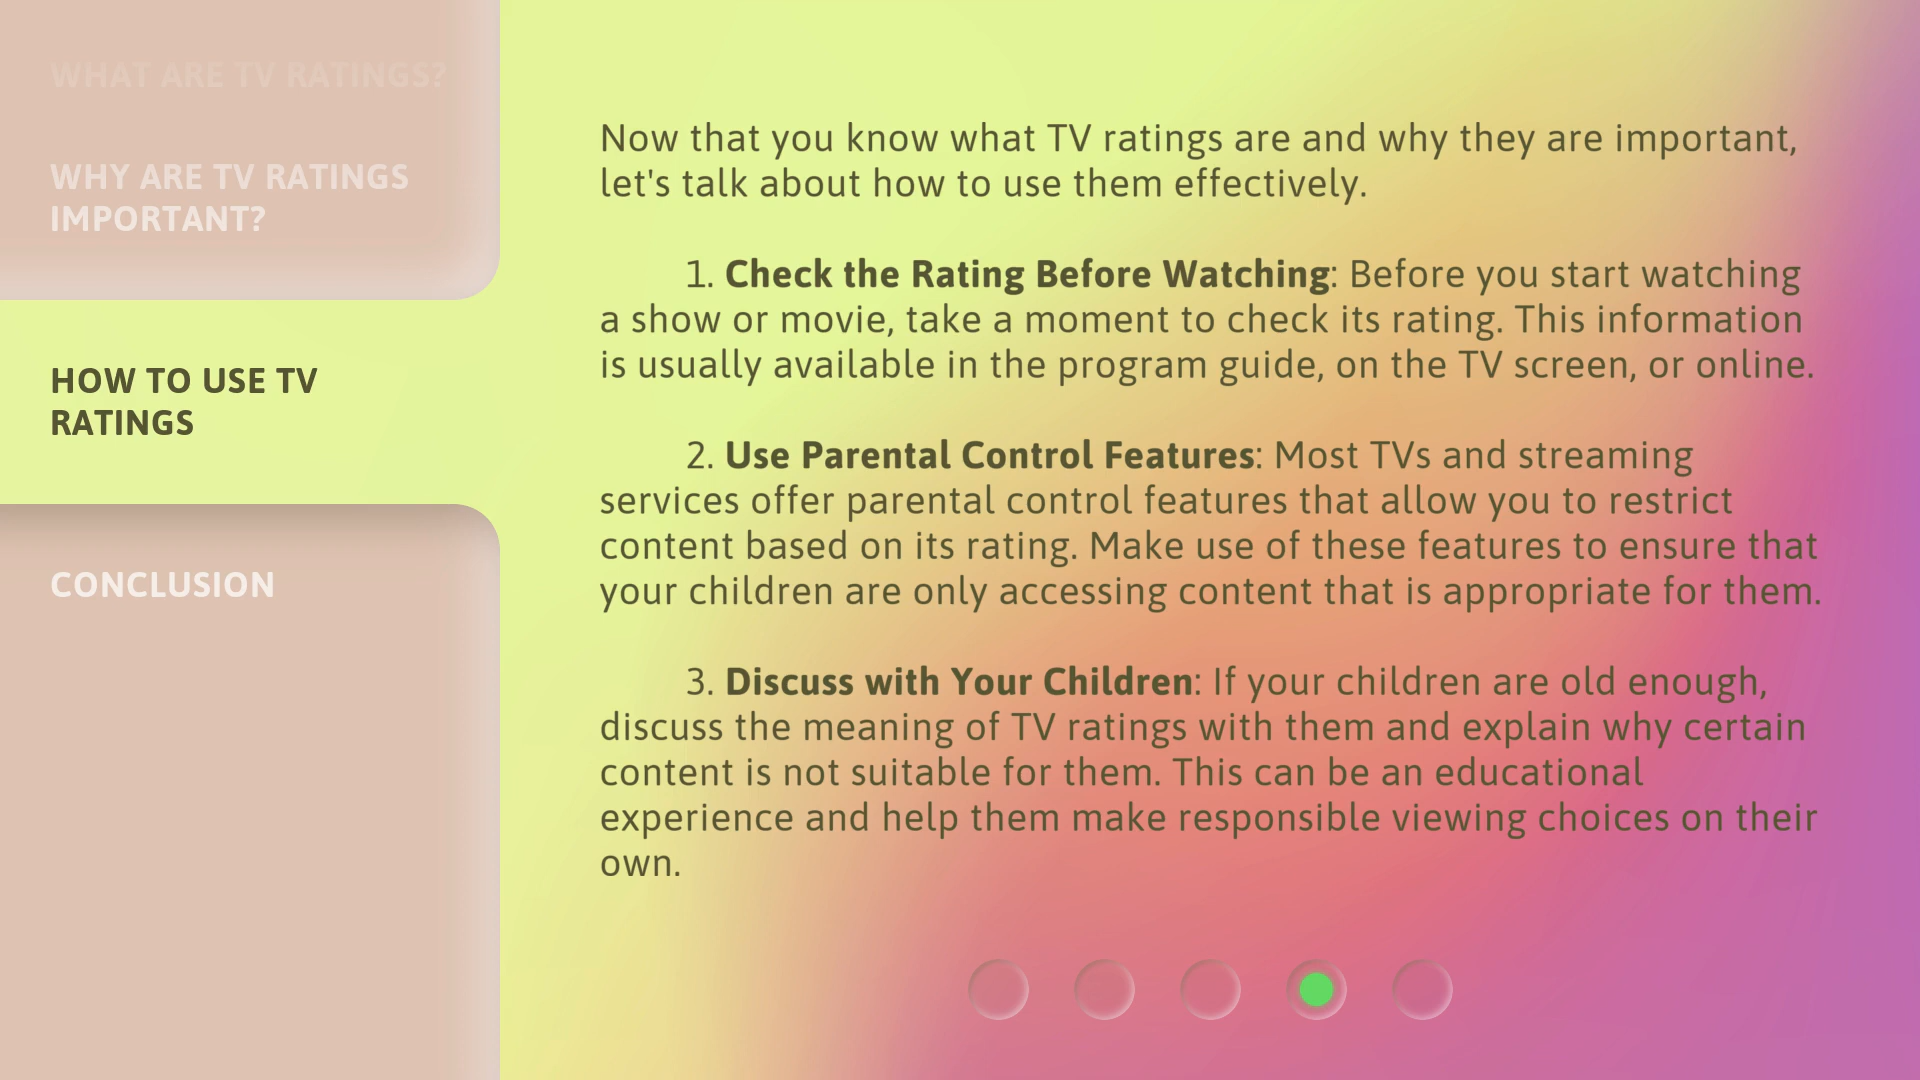 WHAT ARE TV RATINGS?
WHY ARE TV RATINGS
IMPORTANT?
HOW TO USE TV
RATINGS
CONCLUSION
Now that you know what TV ratings are and why they are important,
let's talk about how to use them effectively.
1. Check the Rating Before Watching: Before you start watching
a show or movie, take a moment to check its rating. This information
is usually available in the program guide, on the TV screen, or online.
2. Use Parental Control Features: Most TVs and streaming
services offer parental control features that allow you to restrict
content based on its rating. Make use of these features to ensure that
your children are only accessing content that is appropriate for them.
3. Discuss with Your Children: If your children are old enough,
discuss the meaning of TV ratings with them and explain why certain
content is not suitable for them. This can be an educational
experience and help them make responsible viewing choices on their
own.